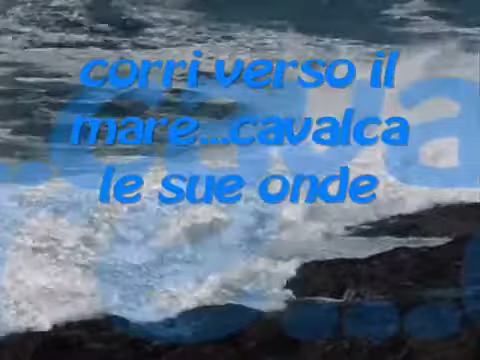 corri verso il
mare...cavalca
le sue onde